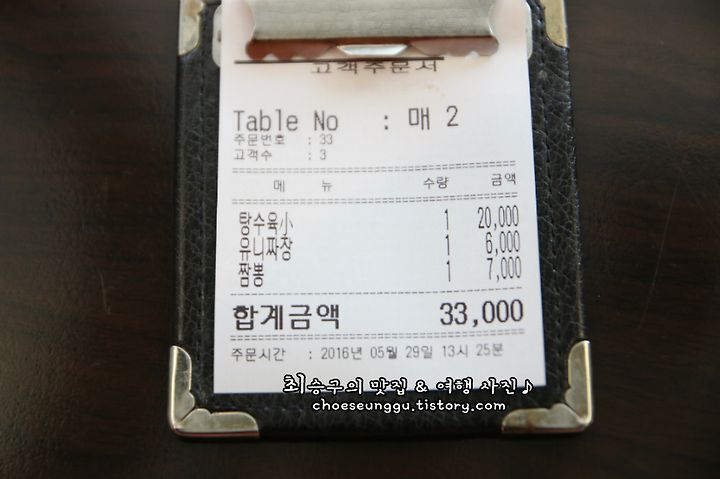 고객주문서
Table No : 매 2
주문번호 : 33
고객수 : 3
메 뉴 수량 금액
탕수육小 1 20,000
유니짜장 1 6,000
짬뽕 1 7,000
합계금액 33,000
주문시간 : 2016년 05월 29일 13시 25분
최승구의 맛집 & 여행 사진♪
choeseunggu.tistory.com